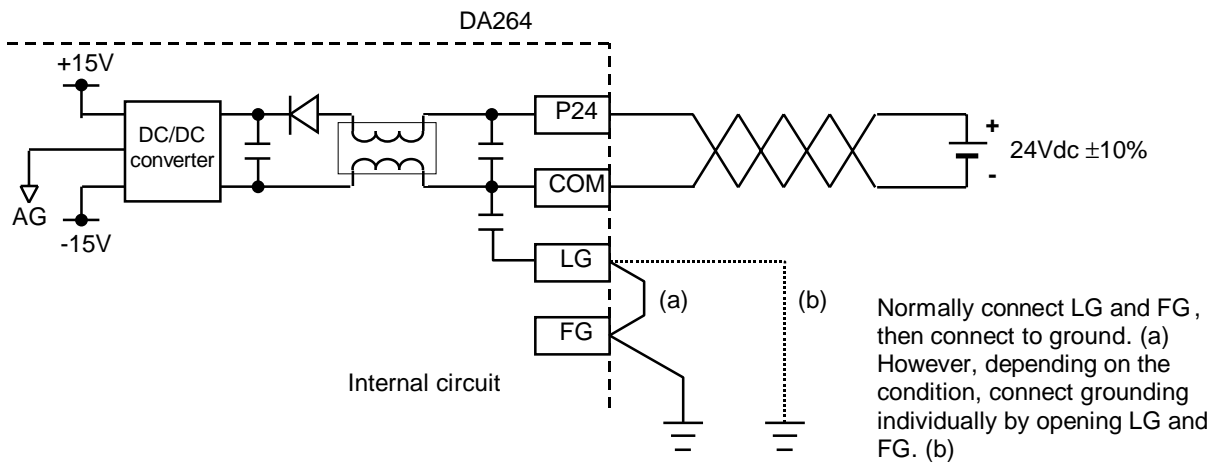 DA264
+15V
DC/DC
converter
AG
-15V
P24
COM
LG
FG
+
-
24Vdc ±10%
(a)
(b)
Internal circuit
Normally connect LG and FG,
then connect to ground. (a)
However, depending on the
condition, connect grounding
individually by opening LG and
FG. (b)